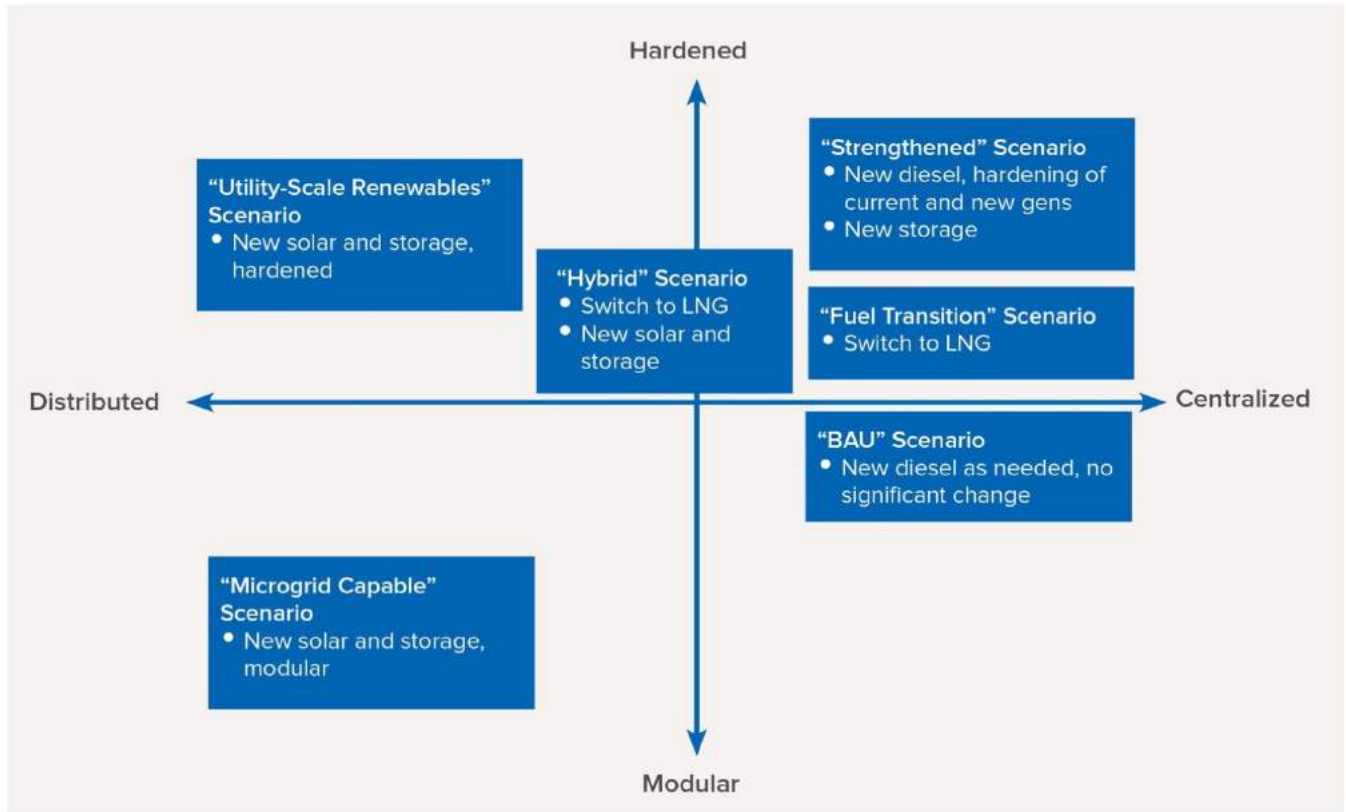 Hardened
“Utility-Scale Renewables”
Scenario
• New solar and storage,
hardened
“Strengthened” Scenario
• New diesel, hardening of
current and new gens
• New storage
“Hybrid” Scenario
• Switch to LNG
• New solar and
storage
“Fuel Transition” Scenario
• Switch to LNG
Distributed
Centralized
“BAU” Scenario
• New diesel as needed, no
significant change
“Microgrid Capable”
Scenario
• New solar and storage,
modular
Modular